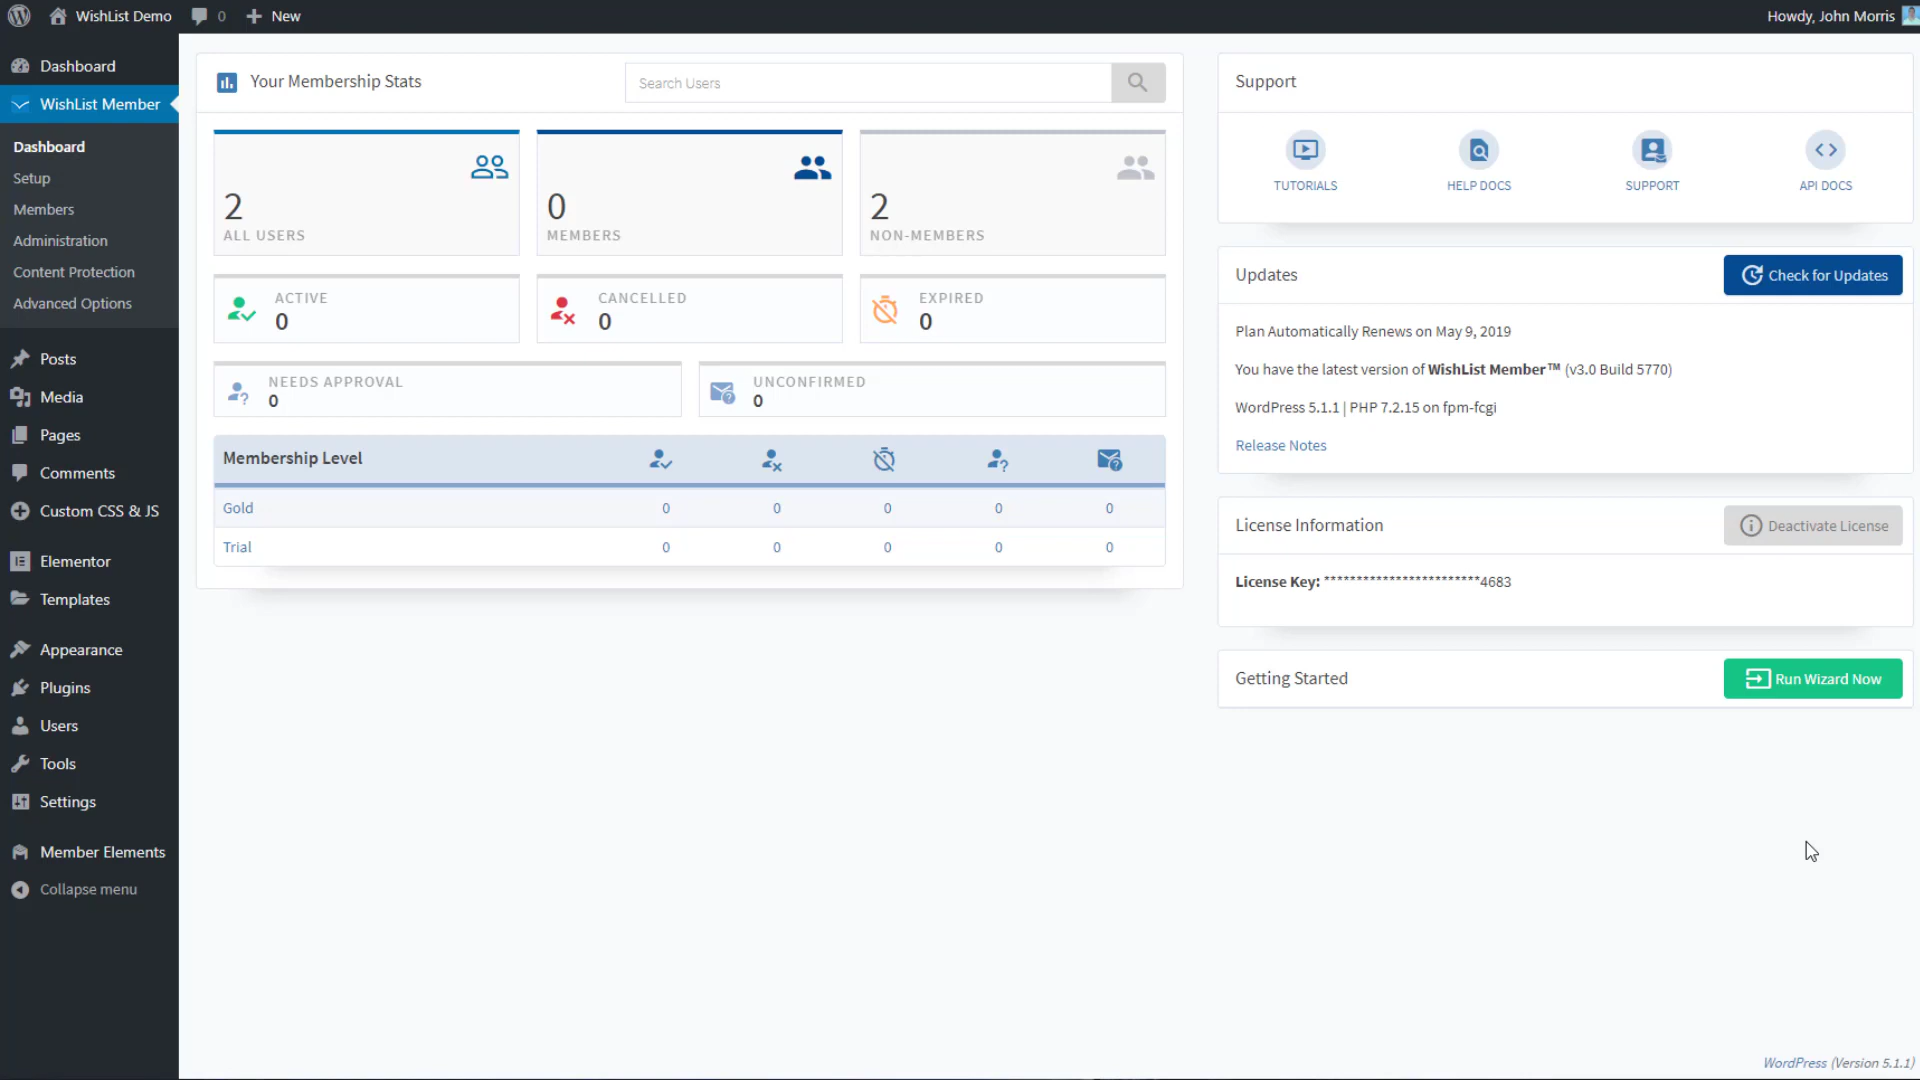 WishList Demo 0 New Howdy, John Morris
Dashboard
WishList Member
Dashboard
Setup
Members
Administration
Content Protection
Advanced Options
Posts
Media
Pages
Comments
Custom CSS & JS
Elementor
Templates
Appearance
Plugins
Users
Tools
Settings
Member Elements
Collapse menu
Your Membership Stats Search Users
2
ALL USERS
0
MEMBERS
2
NON-MEMBERS
ACTIVE
0
CANCELLED
0
EXPIRED
0
NEEDS APPROVAL
0
UNCONFIRMED
0
Membership Level
Gold 0 0 0 0 0
Trial 0 0 0 0 0
Support
TUTORIALS HELP DOCS SUPPORT API DOCS
Updates Check for Updates
Plan Automatically Renews on May 9, 2019
You have the latest version of WishList Member™ (v3.0 Build 5770)
WordPress 5.1.1 | PHP 7.2.15 on fpm-fcgi
Release Notes
License Information Deactivate License
License Key: ************************4683
Getting Started Run Wizard Now
WordPress (Version 5.1.1)